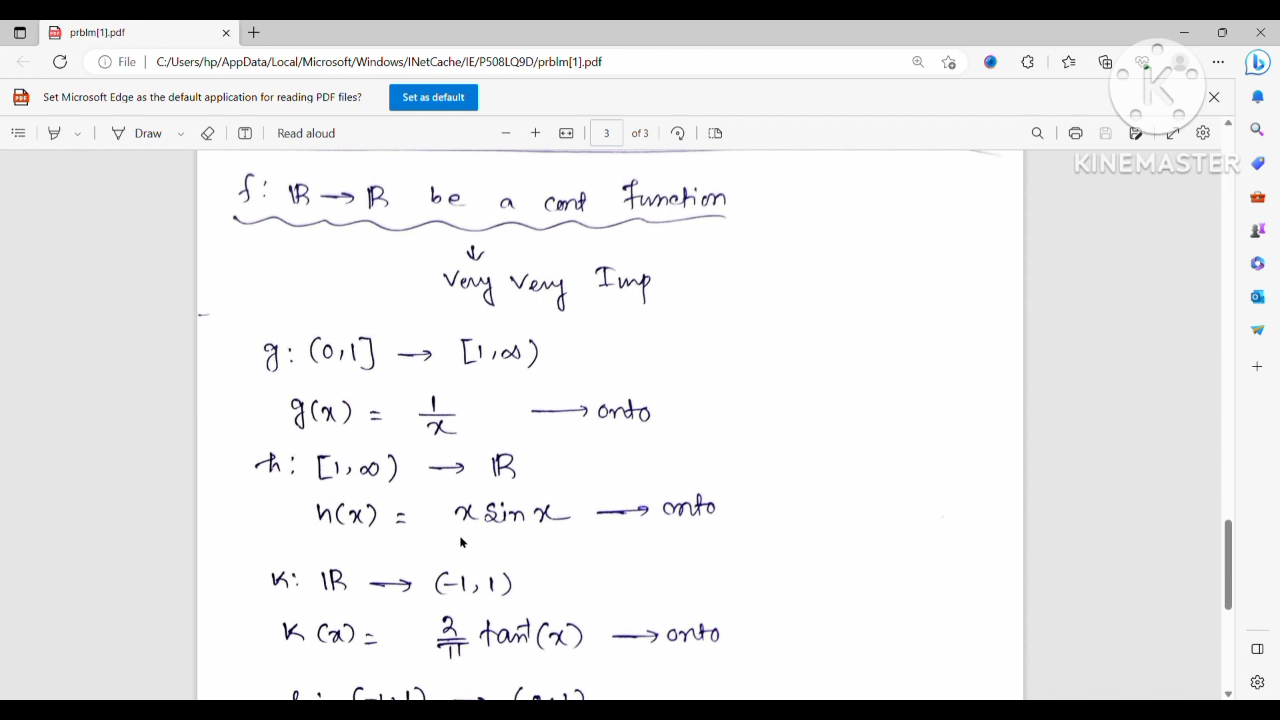 prblm[1].pdf
File C:/Users/hp/AppData/Local/Microsoft/Windows/INetCache/IE/P508LQ9D/prblm[1].pdf
Set Microsoft Edge as the default application for reading PDF files? Set as default
Draw Read aloud 3 of 3
KINEMASTER
f: ℝ → ℝ be a cont function
↓
Very Very Imp
g: (0,1] → [1,∞)
g(x) = 1/x → onto
h: [1,∞) → ℝ
h(x) = x sin x → onto
K: ℝ → (-1,1)
K(x) = 2/π tan⁻¹(x) → onto